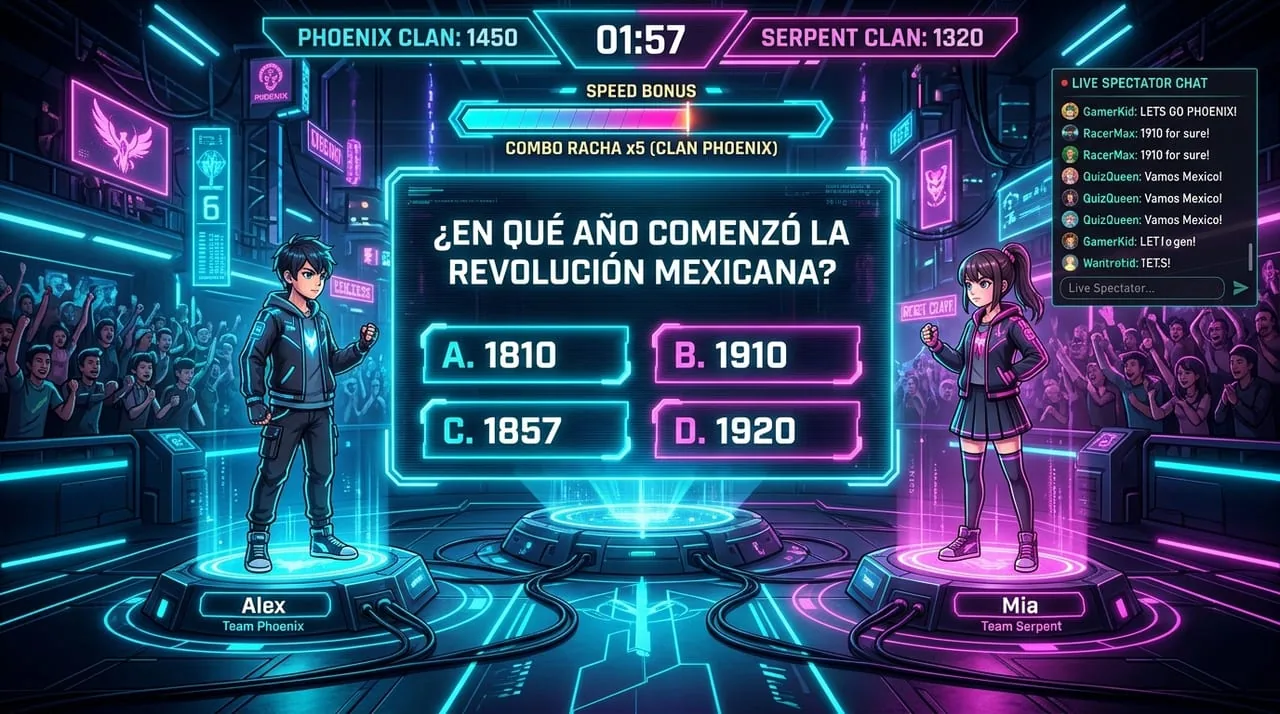 PHOENIX CLAN: 1450
01:57
SERPENT CLAN: 1320
SPEED BONUS
COMBO RACHA x5 (CLAN PHOENIX)
¿EN QUÉ AÑO COMENZÓ LA
REVOLUCIÓN MEXICANA?
A. 1810
B. 1910
C. 1857
D. 1920
LIVE SPECTATOR CHAT
GamerKid: LETS GO PHOENIX!
RacerMax: 1910 for sure!
RacerMax: 1910 for sure!
QuizQueen: Vamos Mexico!
QuizQueen: Vamos Mexico!
QuizQueen: Vamos Mexico!
GamerKid:
Live Spectator...
PHOENIX
6
Alex
Team Phoenix
Mia
Team Serpent